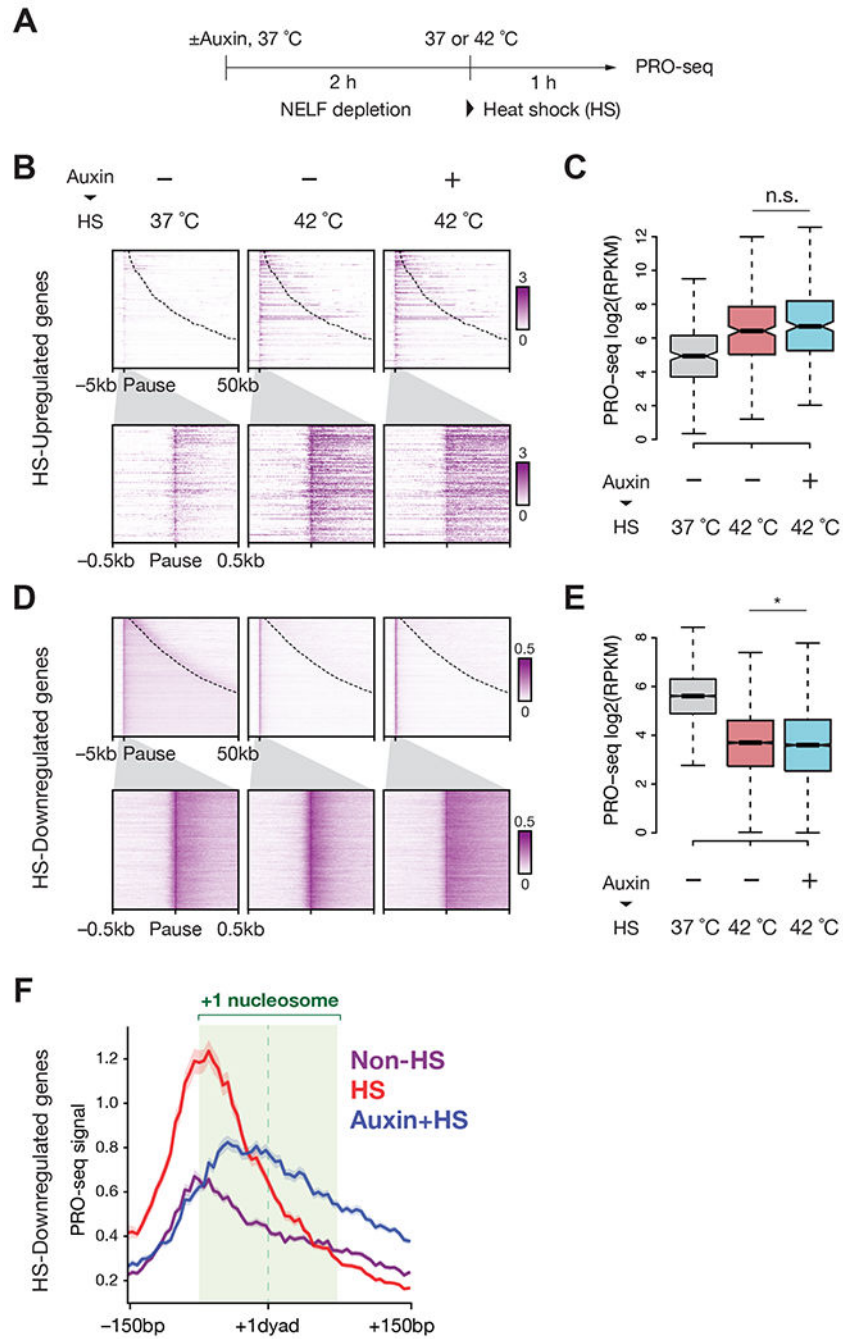 A
±Auxin, 37 °C 37 or 42 °C
PRO-seq
2 h 1 h
NELF depletion Heat shock (HS)
B
Auxin − − +
HS 37 °C 42 °C 42 °C
HS-Upregulated genes
3
0
−5kb Pause 50kb
3
0
−0.5kb Pause 0.5kb
C
n.s.
PRO−seq log2(RPKM)
12
10
8
6
4
2
0
Auxin − − +
HS 37 °C 42 °C 42 °C
D
HS-Downregulated genes
0.5
0
−5kb Pause 50kb
0.5
0
−0.5kb Pause 0.5kb
E
*
PRO−seq log2(RPKM)
8
6
4
2
0
Auxin − − +
HS 37 °C 42 °C 42 °C
F
+1 nucleosome
HS-Downregulated genes
PRO-seq signal
1.2
1.0
0.8
0.6
0.4
0.2
Non-HS
HS
Auxin+HS
−150bp +1dyad +150bp